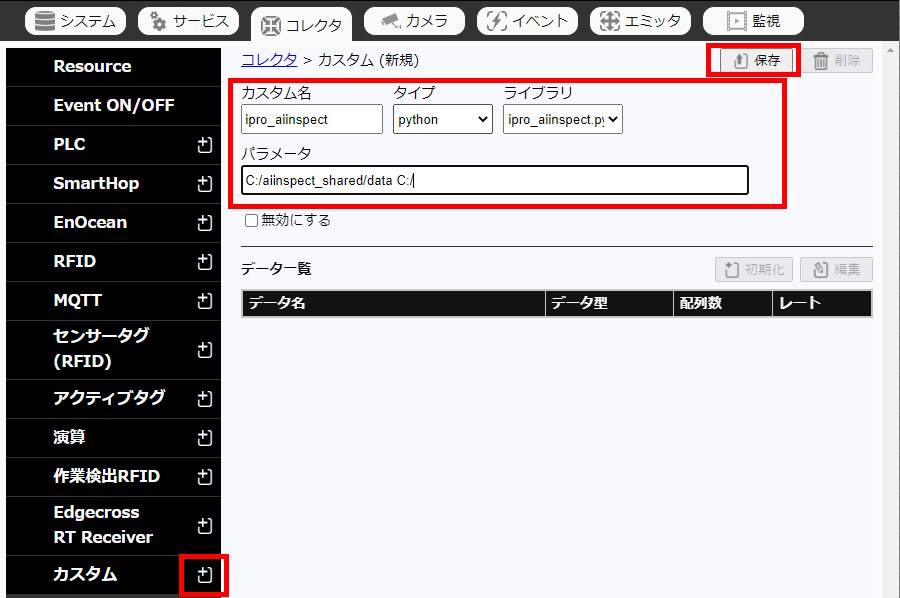 システム サービス コレクタ カメラ イベント エミッタ 監視
Resource
Event ON/OFF
PLC
SmartHop
EnOcean
RFID
MQTT
センサータグ
(RFID)
アクティブタグ
演算
作業検出RFID
Edgecross
RT Receiver
カスタム
コレクタ > カスタム (新規)
保存 削除
カスタム名 タイプ ライブラリ
ipro_aiinspect python ipro_aiinspect.py
パラメータ
C:/aiinspect_shared/data C:/
無効にする
データ一覧
初期化 編集
データ名 データ型 配列数 レート